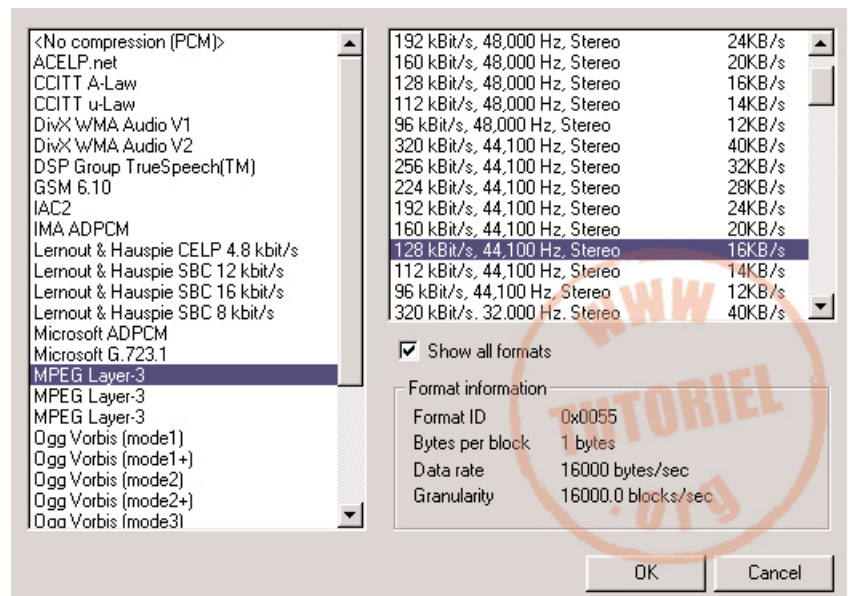 <No compression (PCM)>
ACELP.net
CCITT A-Law
CCITT u-Law
DivX WMA Audio V1
DivX WMA Audio V2
DSP Group TrueSpeech(TM)
GSM 6.10
IAC2
IMA ADPCM
Lernout & Hauspie CELP 4.8 kbit/s
Lernout & Hauspie SBC 12 kbit/s
Lernout & Hauspie SBC 16 kbit/s
Lernout & Hauspie SBC 8 kbit/s
Microsoft ADPCM
Microsoft G.723.1
MPEG Layer-3
MPEG Layer-3
MPEG Layer-3
Ogg Vorbis (mode1)
Ogg Vorbis (mode1+)
Ogg Vorbis (mode2)
Ogg Vorbis (mode2+)
Ogg Vorbis (mode3)
192 kBit/s, 48,000 Hz, Stereo 24KB/s
160 kBit/s, 48,000 Hz, Stereo 20KB/s
128 kBit/s, 48,000 Hz, Stereo 16KB/s
112 kBit/s, 48,000 Hz, Stereo 14KB/s
96 kBit/s, 48,000 Hz, Stereo 12KB/s
320 kBit/s, 44,100 Hz, Stereo 40KB/s
256 kBit/s, 44,100 Hz, Stereo 32KB/s
224 kBit/s, 44,100 Hz, Stereo 28KB/s
192 kBit/s, 44,100 Hz, Stereo 24KB/s
160 kBit/s, 44,100 Hz, Stereo 20KB/s
128 kBit/s, 44,100 Hz, Stereo 16KB/s
112 kBit/s, 44,100 Hz, Stereo 14KB/s
96 kBit/s, 44,100 Hz, Stereo 12KB/s
320 kBit/s, 32,000 Hz, Stereo 40KB/s
Show all formats
Format information
Format ID 0x0055
Bytes per block 1 bytes
Data rate 16000 bytes/sec
Granularity 16000.0 blocks/sec
WWW
TUTORIEL
.org
OK Cancel